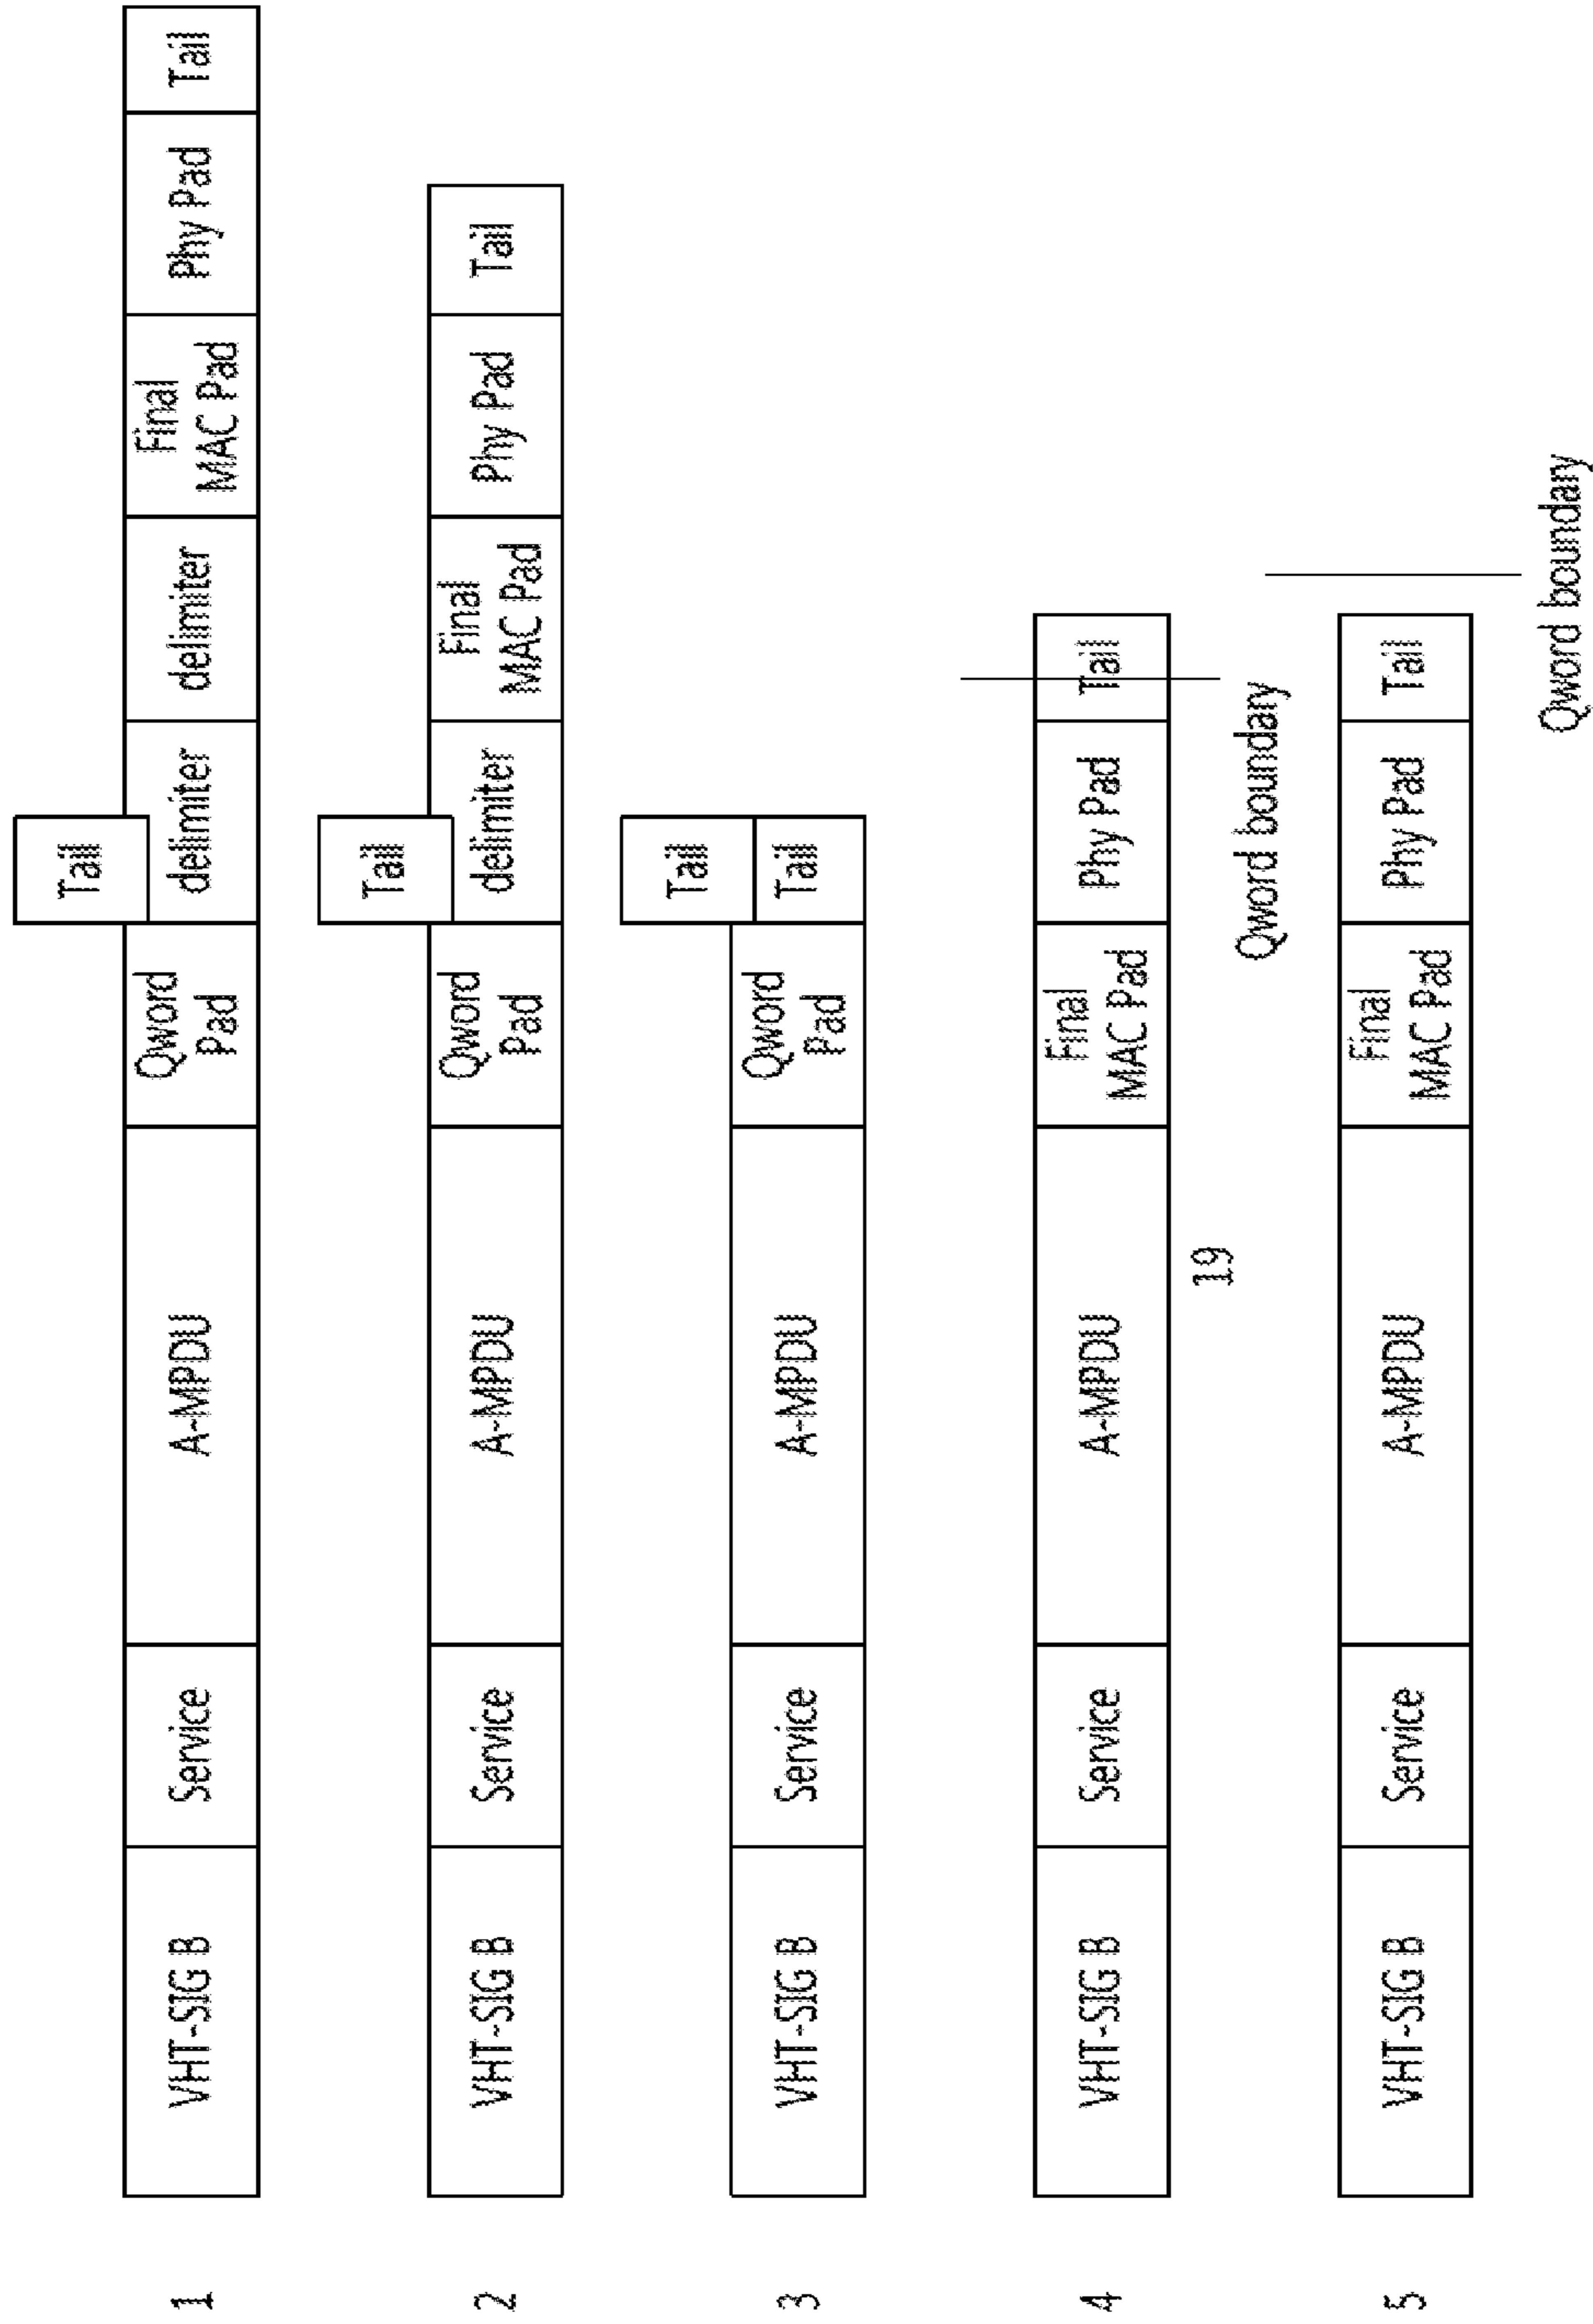 1
VHT-SIG B
Service
A-MPDU
Qword
Pad
Tail
delimiter
delimiter
Final
MAC Pad
Phy Pad
Tail
2
VHT-SIG B
Service
A-MPDU
Qword
Pad
Tail
delimiter
Final
MAC Pad
Phy Pad
Tail
3
VHT-SIG B
Service
A-MPDU
Qword
Pad
Tail
Tail
4
VHT-SIG B
Service
A-MPDU
Final
MAC Pad
Phy Pad
Tail
19
Qword boundary
5
VHT-SIG B
Service
A-MPDU
Final
MAC Pad
Phy Pad
Tail
Qword boundary